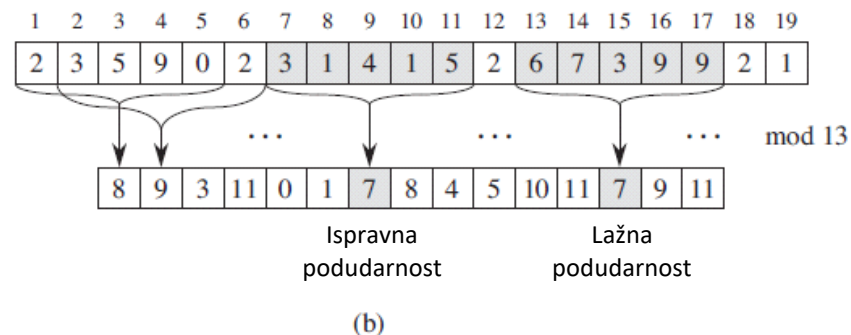 1 2 3 4 5 6 7 8 9 10 11 12 13 14 15 16 17 18 19
2 3 5 9 0 2 3 1 4 1 5 2 6 7 3 9 9 2 1
... ... ... mod 13
8 9 3 11 0 1 7 8 4 5 10 11 7 9 11
Ispravna Lažna
podudarnost podudarnost
(b)